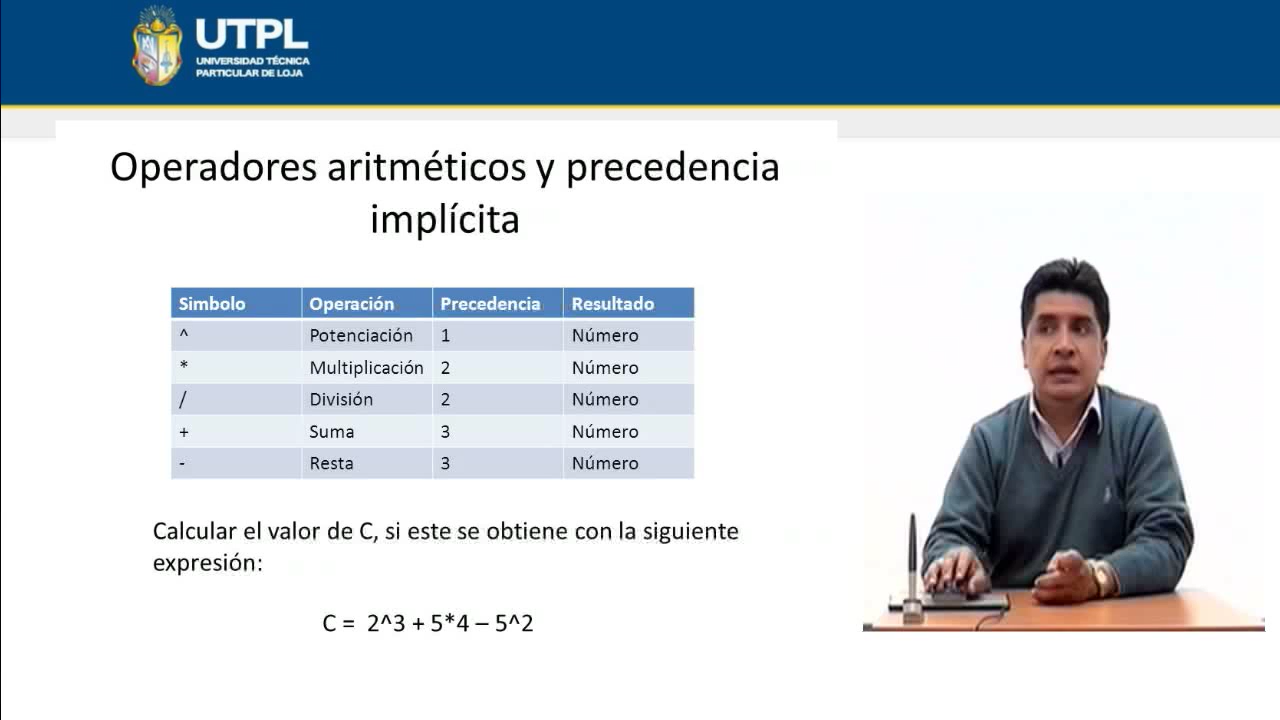 UTPL
UNIVERSIDAD TÉCNICA
PARTICULAR DE LOJA
Operadores aritméticos y precedencia
implícita
Simbolo Operación Precedencia Resultado
^ Potenciación 1 Número
* Multiplicación 2 Número
/ División 2 Número
+ Suma 3 Número
- Resta 3 Número
Calcular el valor de C, si este se obtiene con la siguiente
expresión:
C = 2^3 + 5*4 – 5^2